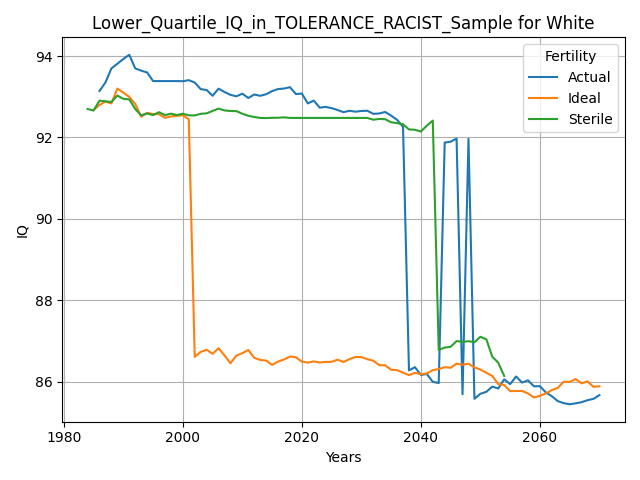 Lower_Quartile_IQ_in_TOLERANCE_RACIST_Sample for White
Fertility
Actual
Ideal
Sterile
94
92
90
88
86
IQ
1980
2000
2020
2040
2060
Years